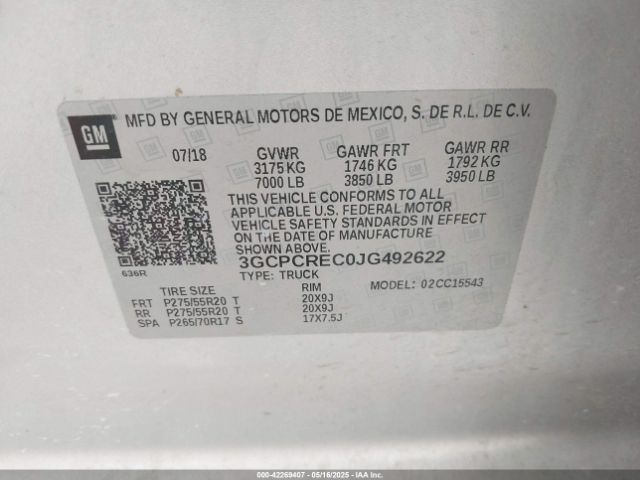 GM
MFD BY GENERAL MOTORS DE MEXICO, S. DE R.L. DE C.V.
07/18 GVWR GAWR FRT GAWR RR
3175 KG 1746 KG 1792 KG
7000 LB 3850 LB 3950 LB
THIS VEHICLE CONFORMS TO ALL
APPLICABLE U.S. FEDERAL MOTOR
VEHICLE SAFETY STANDARDS IN EFFECT
ON THE DATE OF MANUFACTURE
SHOWN ABOVE.
636R 3GCPCREC0JG492622
TYPE: TRUCK MODEL: 02CC15543
TIRE SIZE RIM
FRT P275/55R20 T 20X9J
RR P275/55R20 T 20X9J
SPA P265/70R17 S 17X7.5J
000-42269407 - 05/16/2025 - IAAI.com